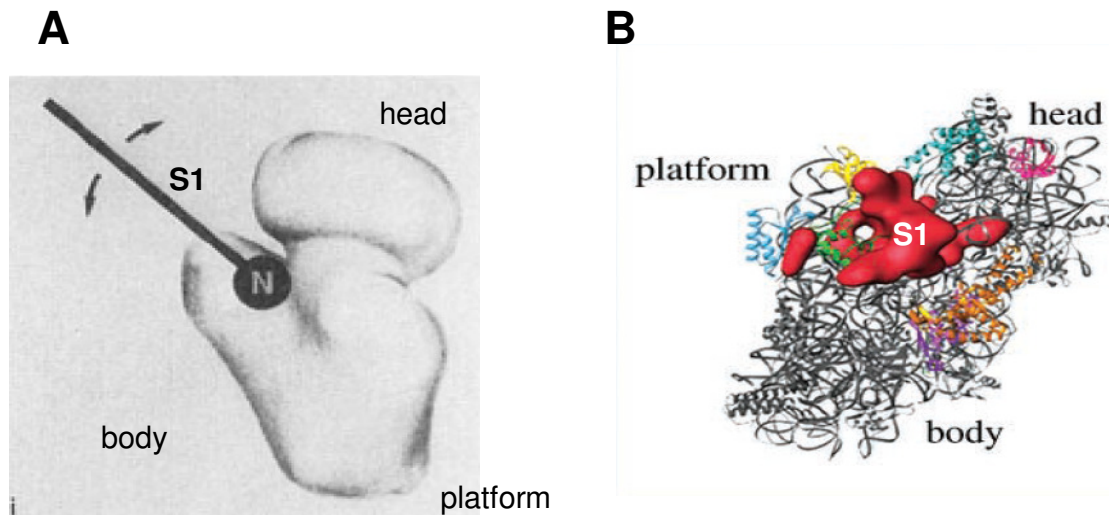 A
head
S1
N
body
platform
i
B
head
platform
S1
body